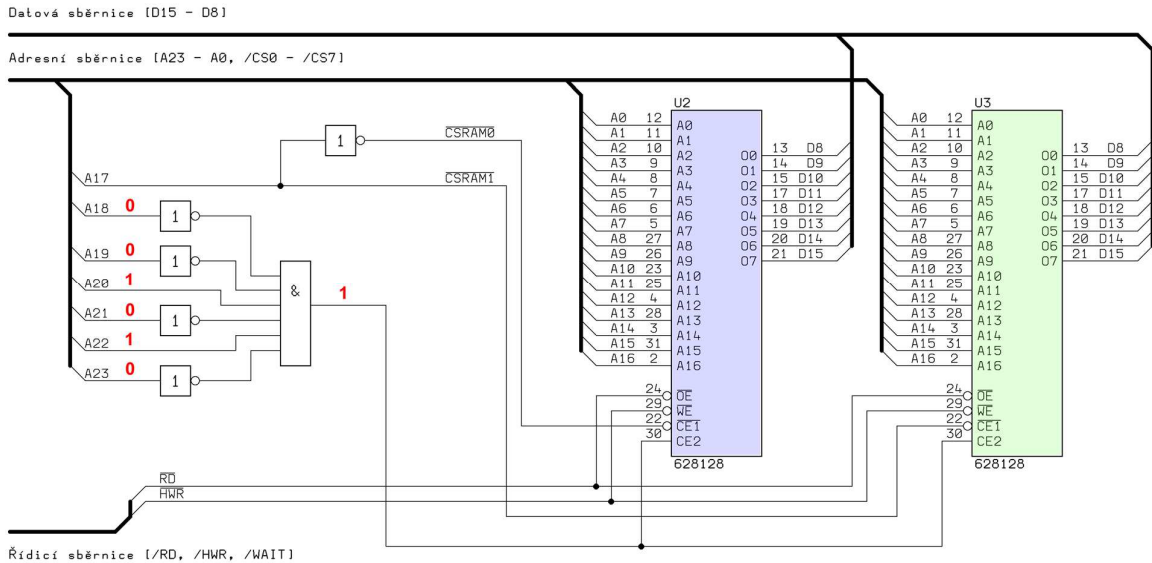 Datová sběrnice [D15 - D8]
Adresní sběrnice [A23 - A0, /CS0 - /CS7]
U2
U3
A0 12 A0
A1 11 A1
A2 10 A2 O0 13 D8
A3 9 A3 O1 14 D9
A4 8 A4 O2 15 D10
A5 7 A5 O3 17 D11
A6 6 A6 O4 18 D12
A7 5 A7 O5 19 D13
A8 27 A8 O6 20 D14
A9 26 A9 O7 21 D15
A10 23 A10
A11 25 A11
A12 4 A12
A13 28 A13
A14 3 A14
A15 31 A15
A16 2 A16
24 OE
29 WE
22 CE1
30 CE2
628128
A0 12 A0
A1 11 A1
A2 10 A2 O0 13 D8
A3 9 A3 O1 14 D9
A4 8 A4 O2 15 D10
A5 7 A5 O3 17 D11
A6 6 A6 O4 18 D12
A7 5 A7 O5 19 D13
A8 27 A8 O6 20 D14
A9 26 A9 O7 21 D15
A10 23 A10
A11 25 A11
A12 4 A12
A13 28 A13
A14 3 A14
A15 31 A15
A16 2 A16
24 OE
29 WE
22 CE1
30 CE2
628128
1 CSRAM0
A17 CSRAM1
A18 0 1
A19 0 1
A20 1
& 1
A21 0 1
A22 1
A23 0 1
RD
HWR
Řídicí sběrnice [/RD, /HWR, /WAIT]